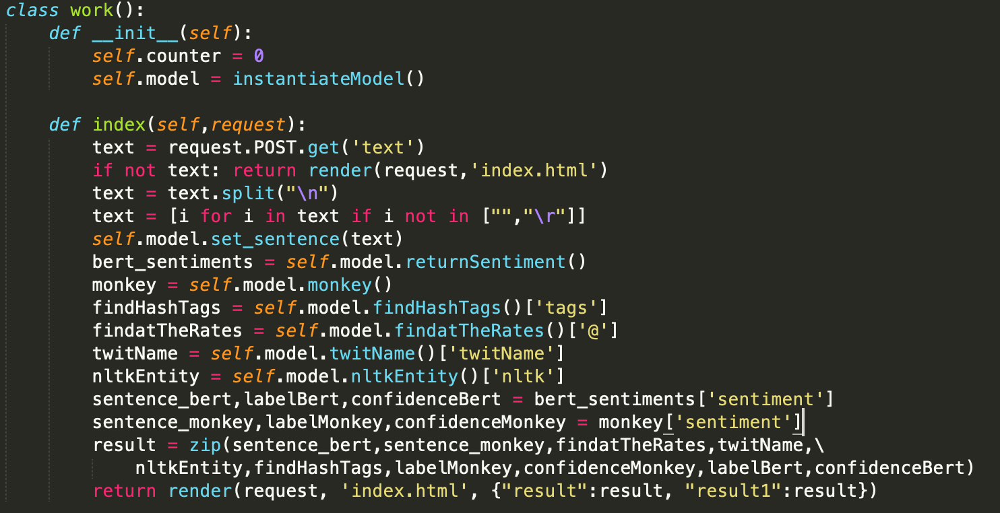 class work():
    def __init__(self):
        self.counter = 0
        self.model = instantiateModel()

    def index(self,request):
        text = request.POST.get('text')
        if not text: return render(request,'index.html')
        text = text.split("\n")
        text = [i for i in text if i not in ["","\r"]]
        self.model.set_sentence(text)
        bert_sentiments = self.model.returnSentiment()
        monkey = self.model.monkey()
        findHashTags = self.model.findHashTags()['tags']
        findatTheRates = self.model.findatTheRates()['@']
        twitName = self.model.twitName()['twitName']
        nltkEntity = self.model.nltkEntity()['nltk']
        sentence_bert,labelBert,confidenceBert = bert_sentiments['sentiment']
        sentence_monkey,labelMonkey,confidenceMonkey = monkey['sentiment']
        result = zip(sentence_bert,sentence_monkey,findatTheRates,twitName,\
            nltkEntity,findHashTags,labelMonkey,confidenceMonkey,labelBert,confidenceBert)
        return render(request, 'index.html', {"result":result, "result1":result})